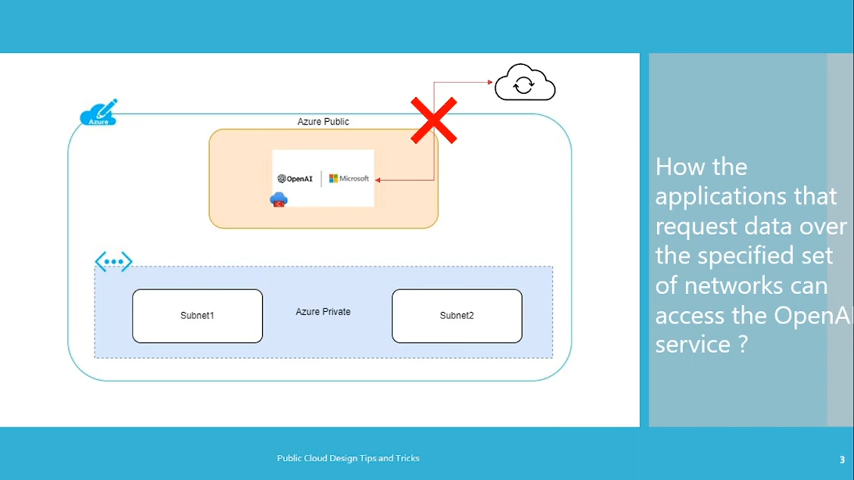 Azure
Azure Public
OpenAI | Microsoft
Azure Private
Subnet1
Subnet2
How the
applications that
request data over
the specified set
of networks can
access the OpenAI
service ?
Public Cloud Design Tips and Tricks
3